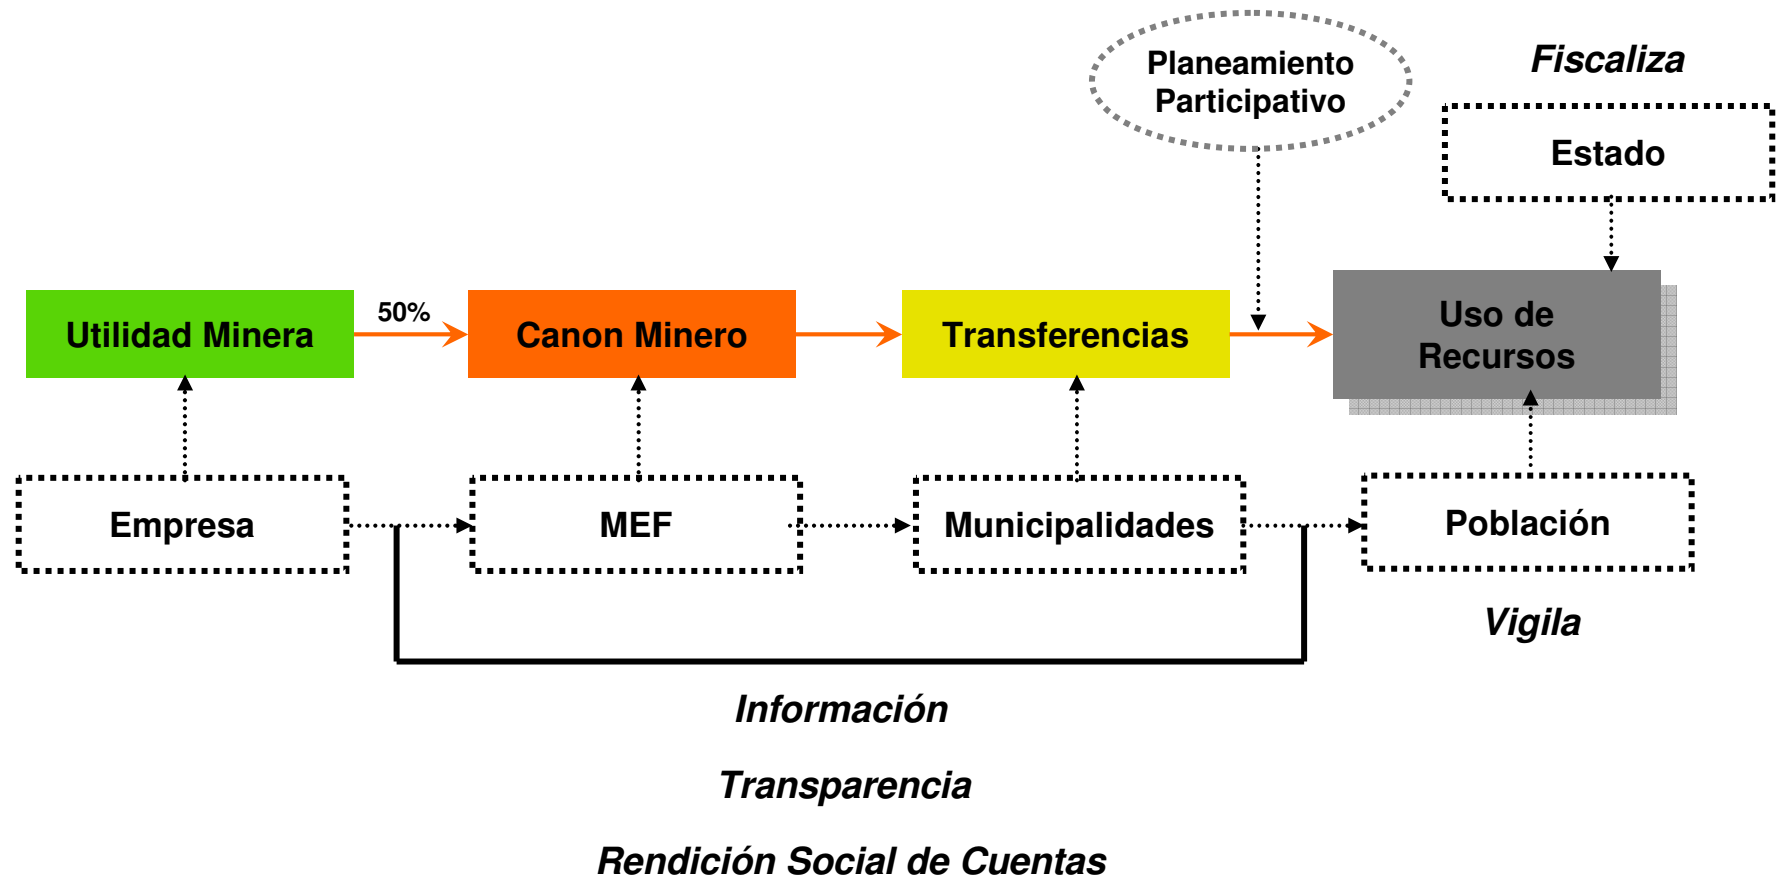 Planeamiento
Participativo
Fiscaliza
Estado
Utilidad Minera
50%
Canon Minero
Transferencias
Uso de
Recursos
Empresa
MEF
Municipalidades
Población
Vigila
Información
Transparencia
Rendición Social de Cuentas